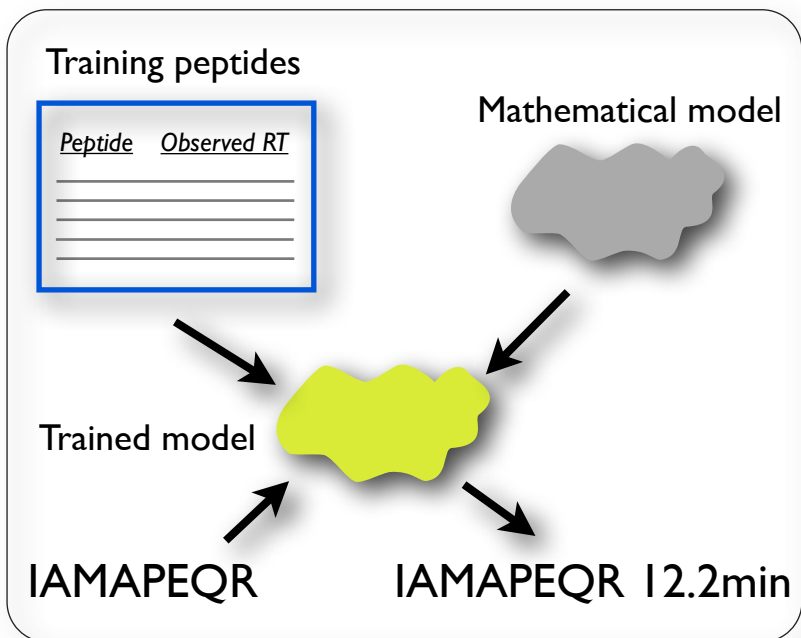 Training peptides
Mathematical model
Peptide Observed RT
Trained model
IAMAPEQR
IAMAPEQR 12.2min